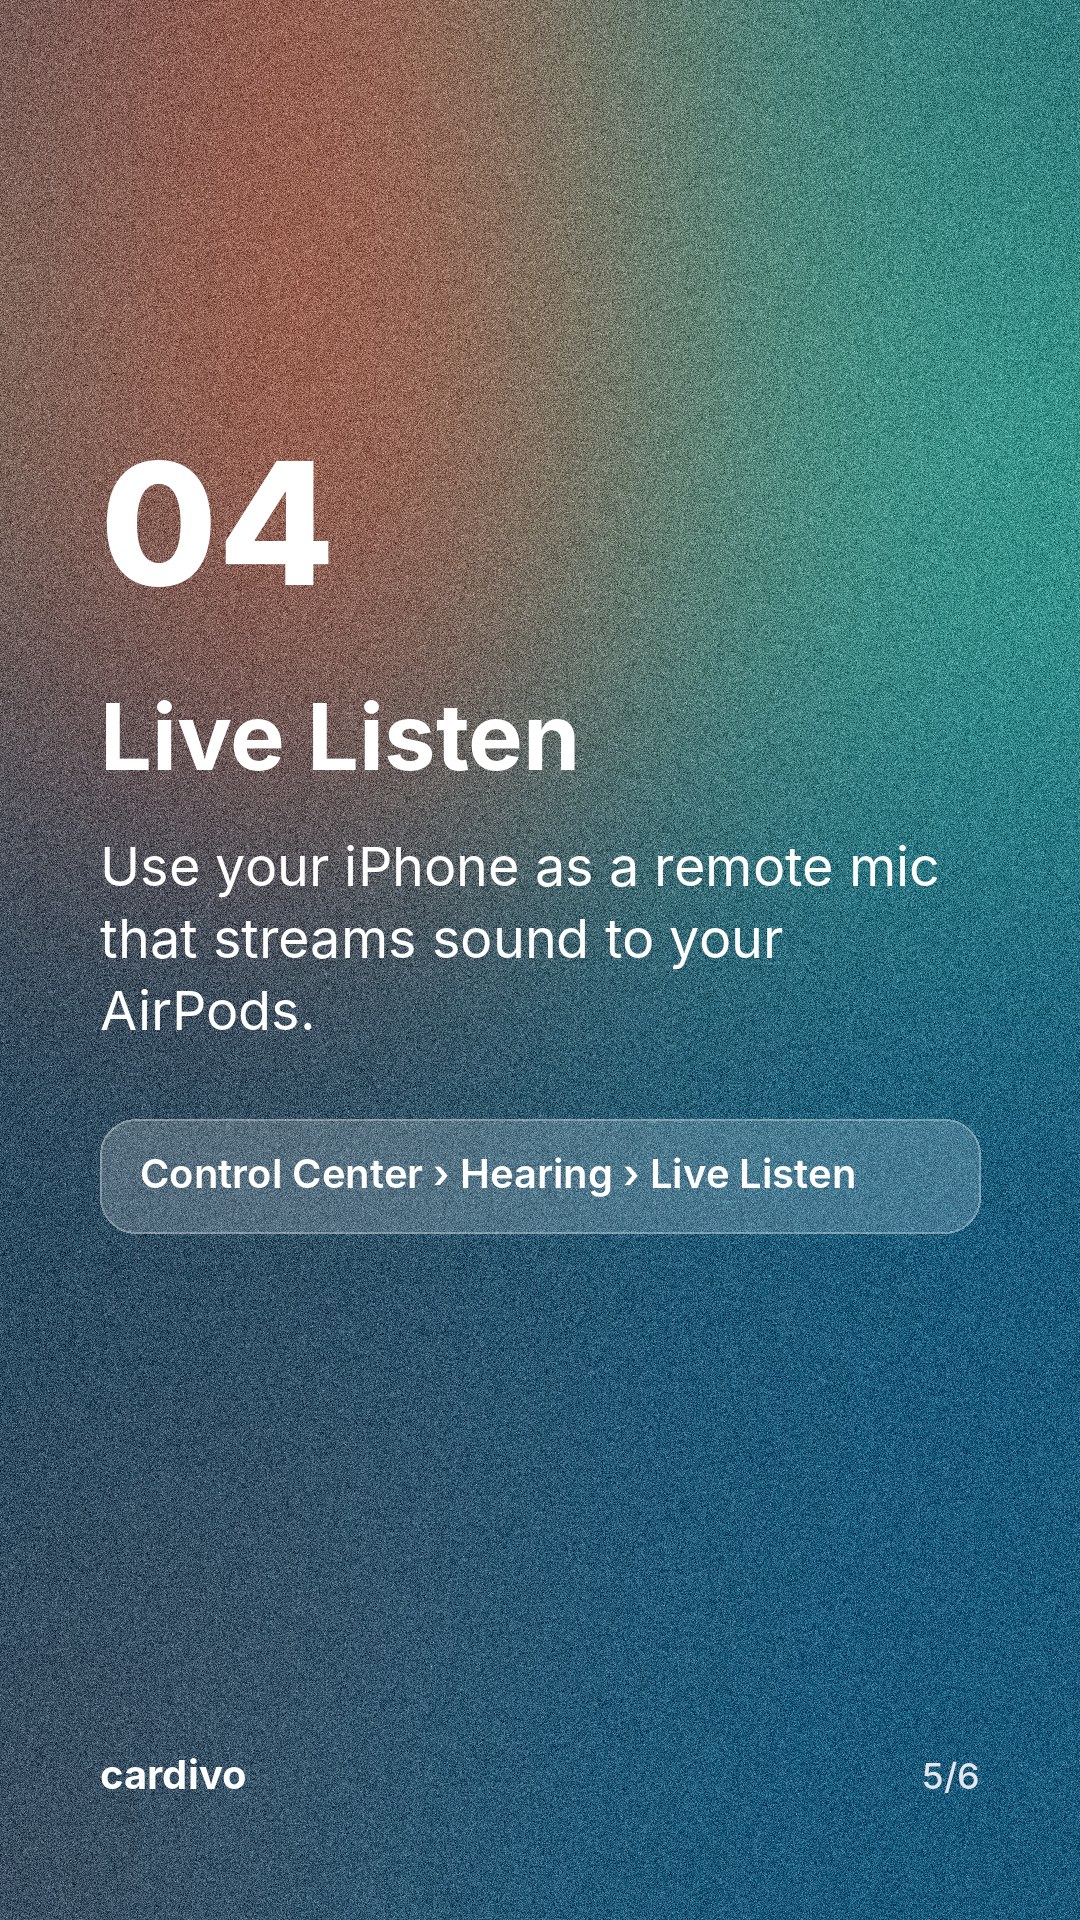 04
Live Listen
Use your iPhone as a remote mic
that streams sound to your
AirPods.
Control Center › Hearing › Live Listen
cardivo
5/6